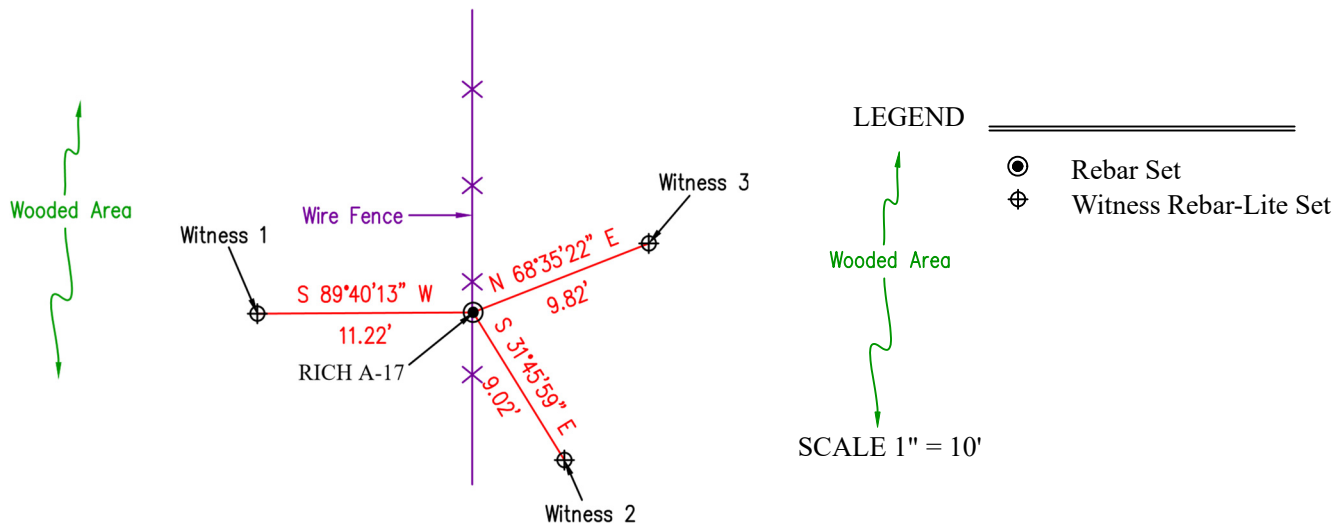 LEGEND
Rebar Set
Witness 3
Witness Rebar-Lite Set
Wooded Area
Wire Fence
Witness 1
N 68°35'22" E
Wooded Area
9.82'
S 89°40'13" W
11.22'
S 31°45'59" E
RICH A-17
9.02'
SCALE 1" = 10'
Witness 2